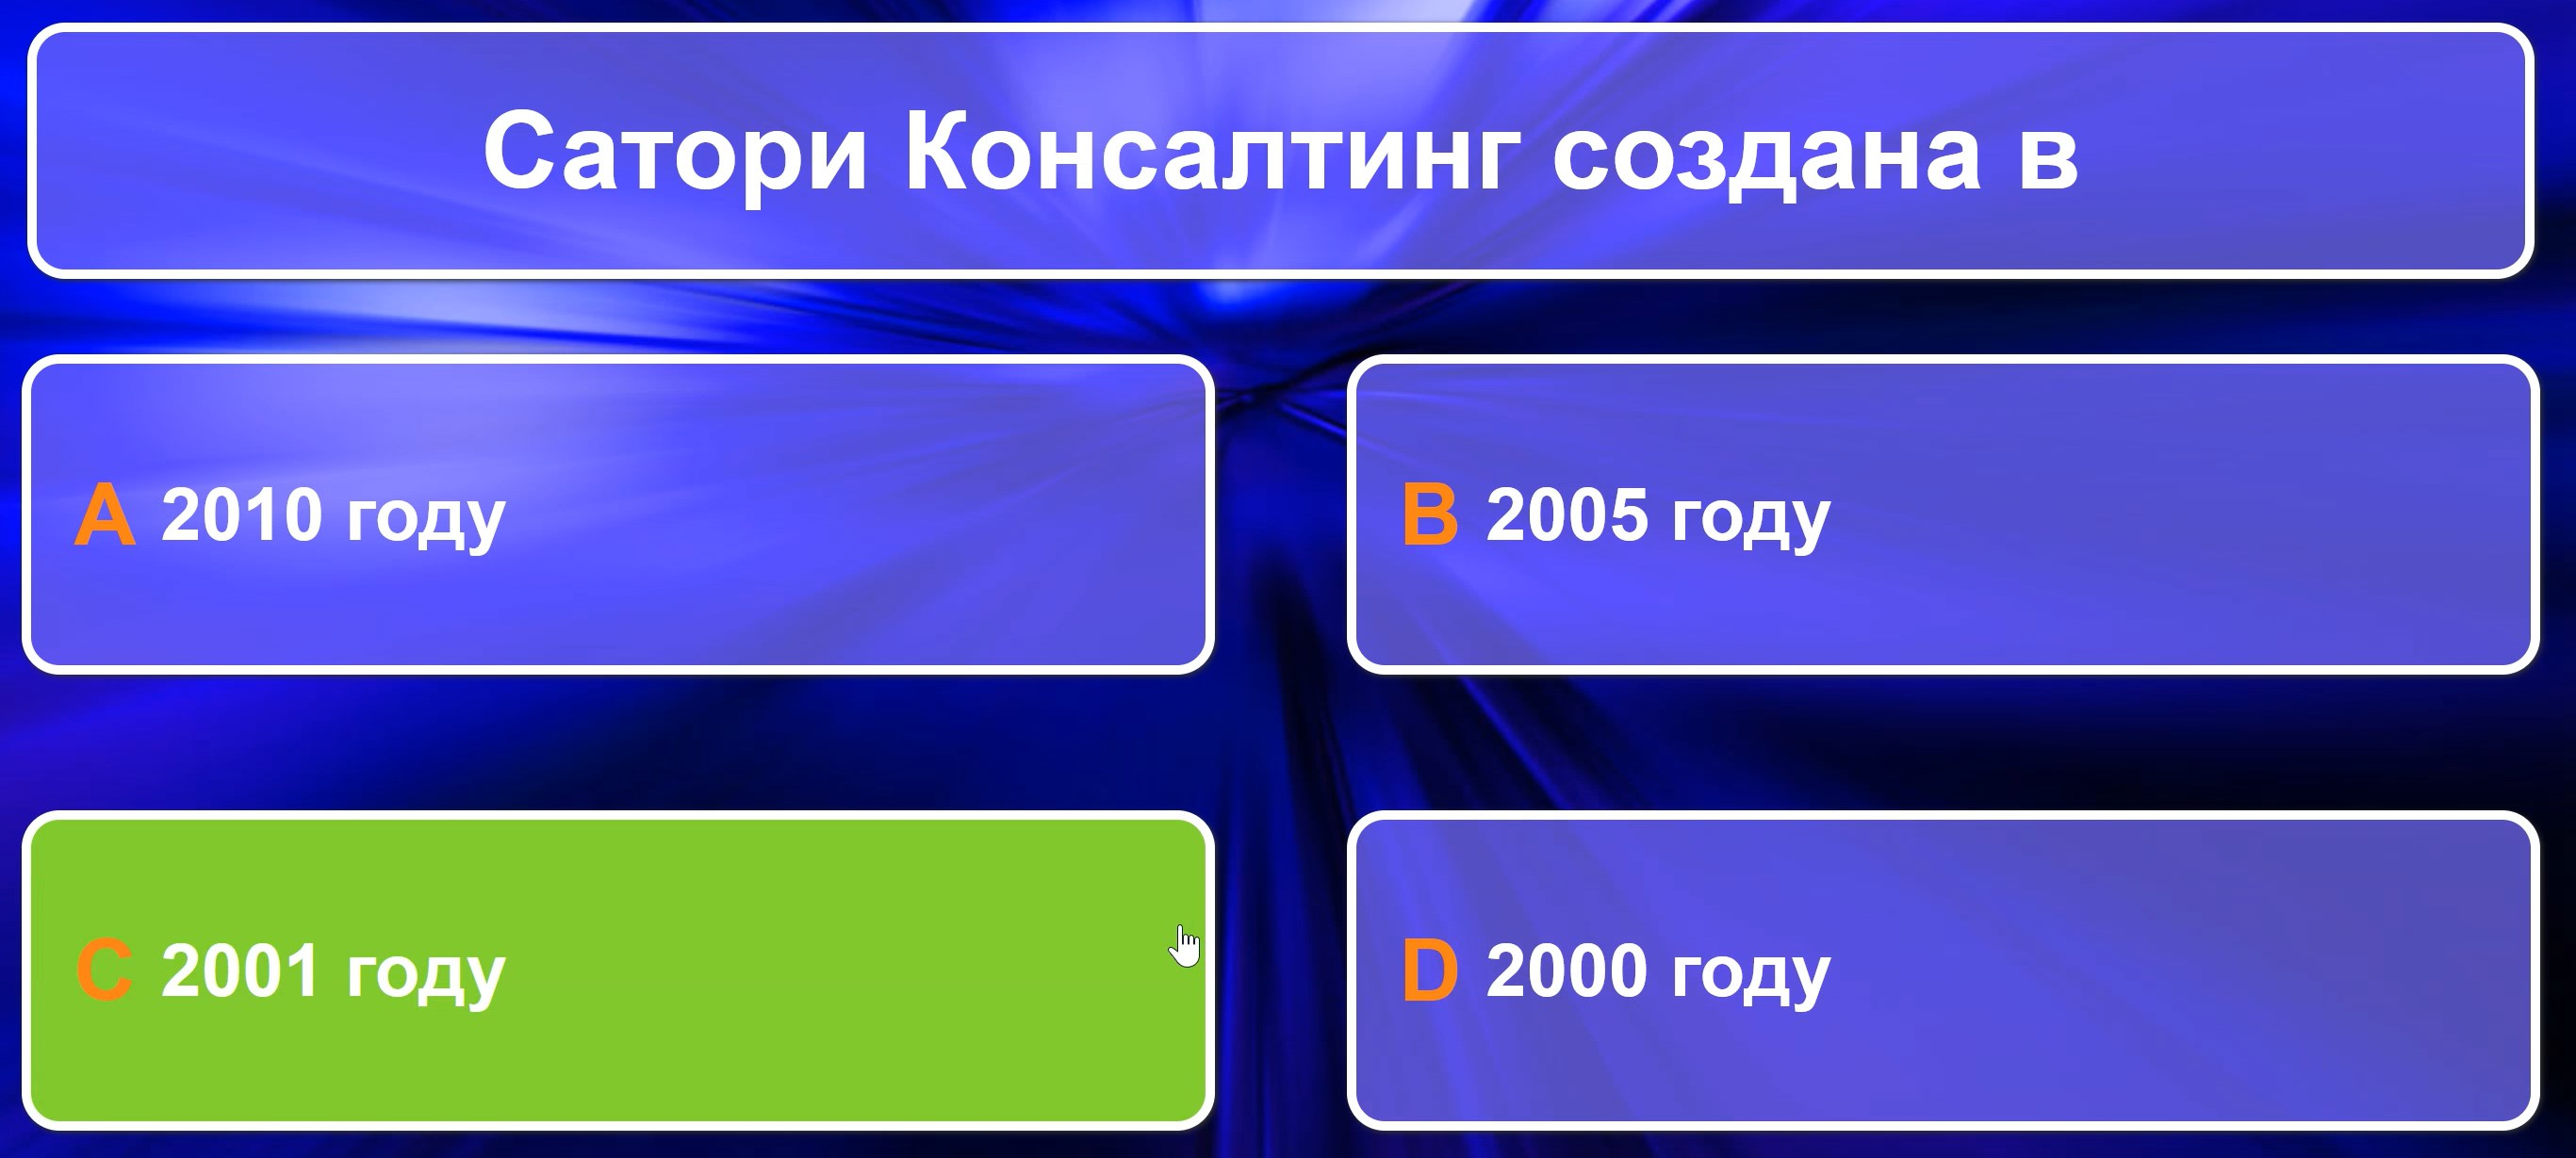 Сатори Консалтинг создана в
A 2010 году
B 2005 году
C 2001 году
D 2000 году